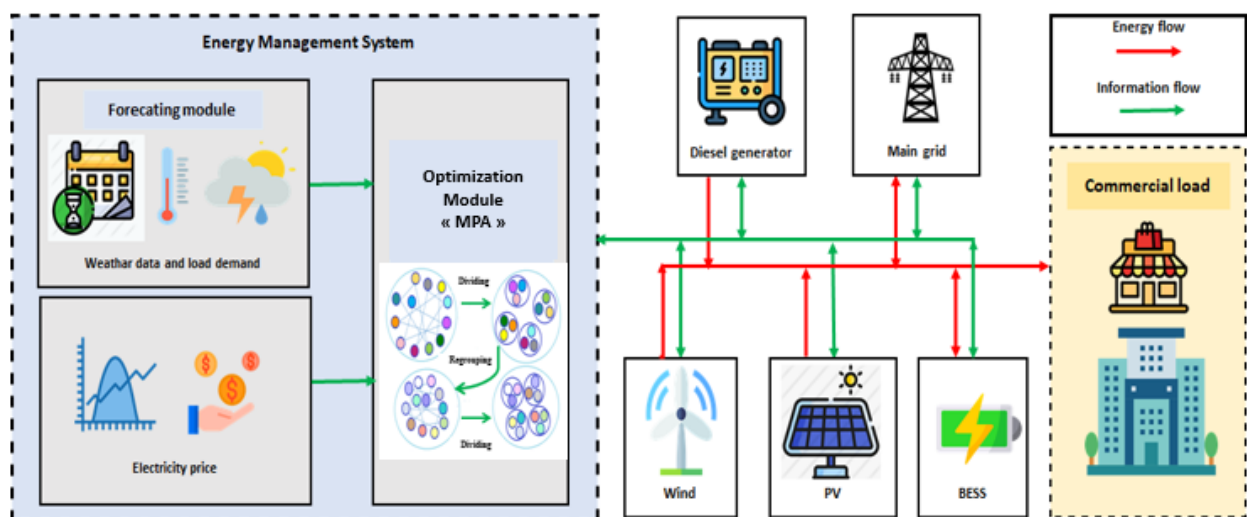 Energy Management System
Forecating module
Weathar data and load demand
Electricity price
Optimization
Module
« MPA »
Dividing
Regrouping
Dividing
Diesel generator
Main grid
Wind
PV
BESS
Energy flow
Information flow
Commercial load